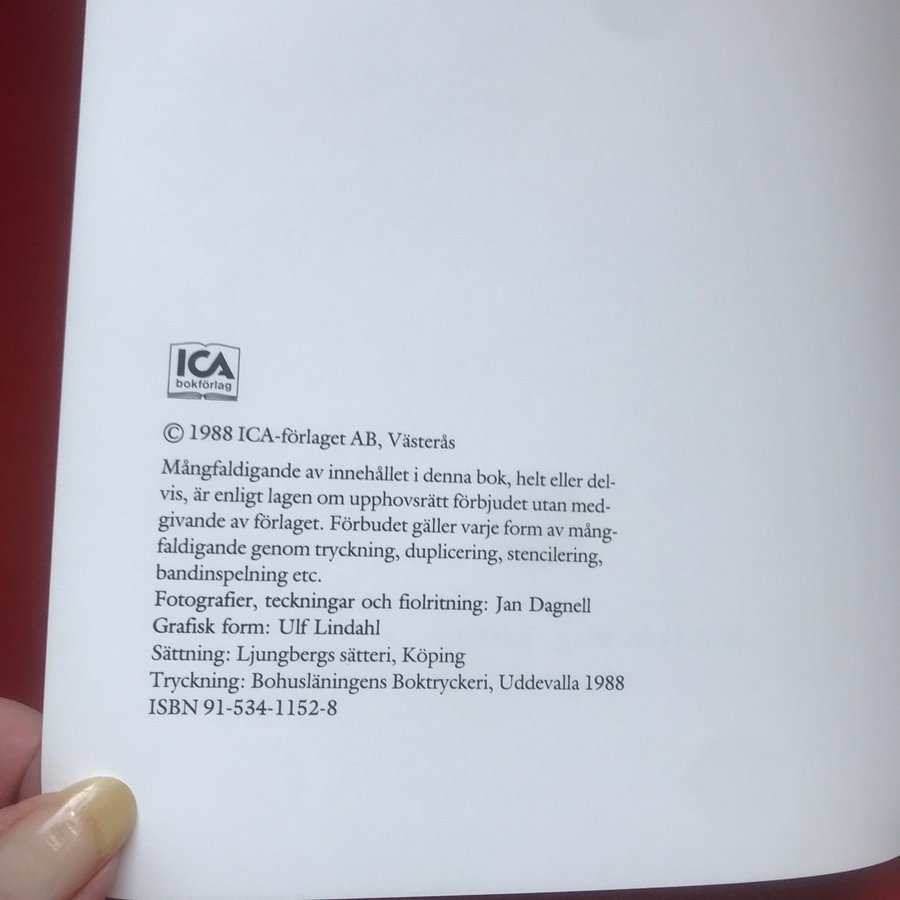 ICA
bokförlag
© 1988 ICA-förlaget AB, Västerås
Mångfaldigande av innehållet i denna bok, helt eller del-
vis, är enligt lagen om upphovsrätt förbjudet utan med-
givande av förlaget. Förbudet gäller varje form av mång-
faldigande genom tryckning, duplicering, stencilering,
bandinspelning etc.
Fotografier, teckningar och fiolritning: Jan Dagnell
Grafisk form: Ulf Lindahl
Sättning: Ljungbergs sätteri, Köping
Tryckning: Bohusläningens Boktryckeri, Uddevalla 1988
ISBN 91-534-1152-8